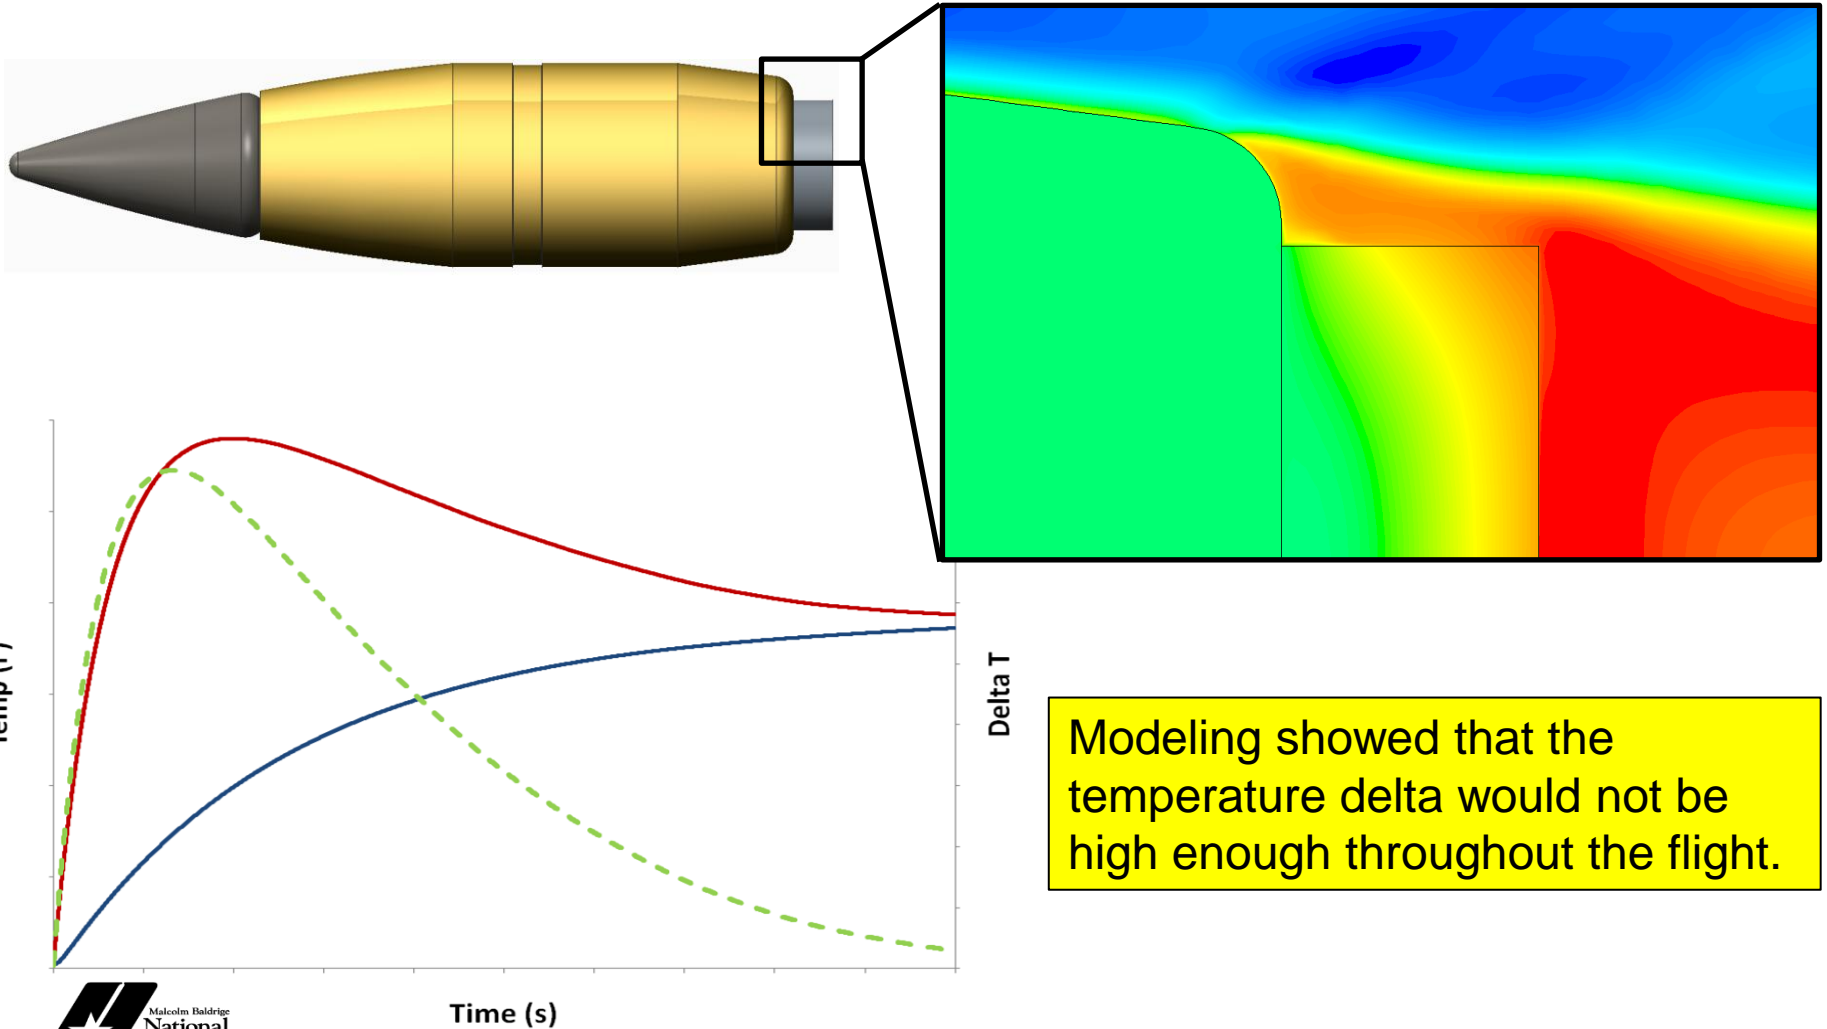 Temp (F)
Delta T
Modeling showed that the
temperature delta would not be
high enough throughout the flight.
Time (s)
Malcolm Baldrige
National